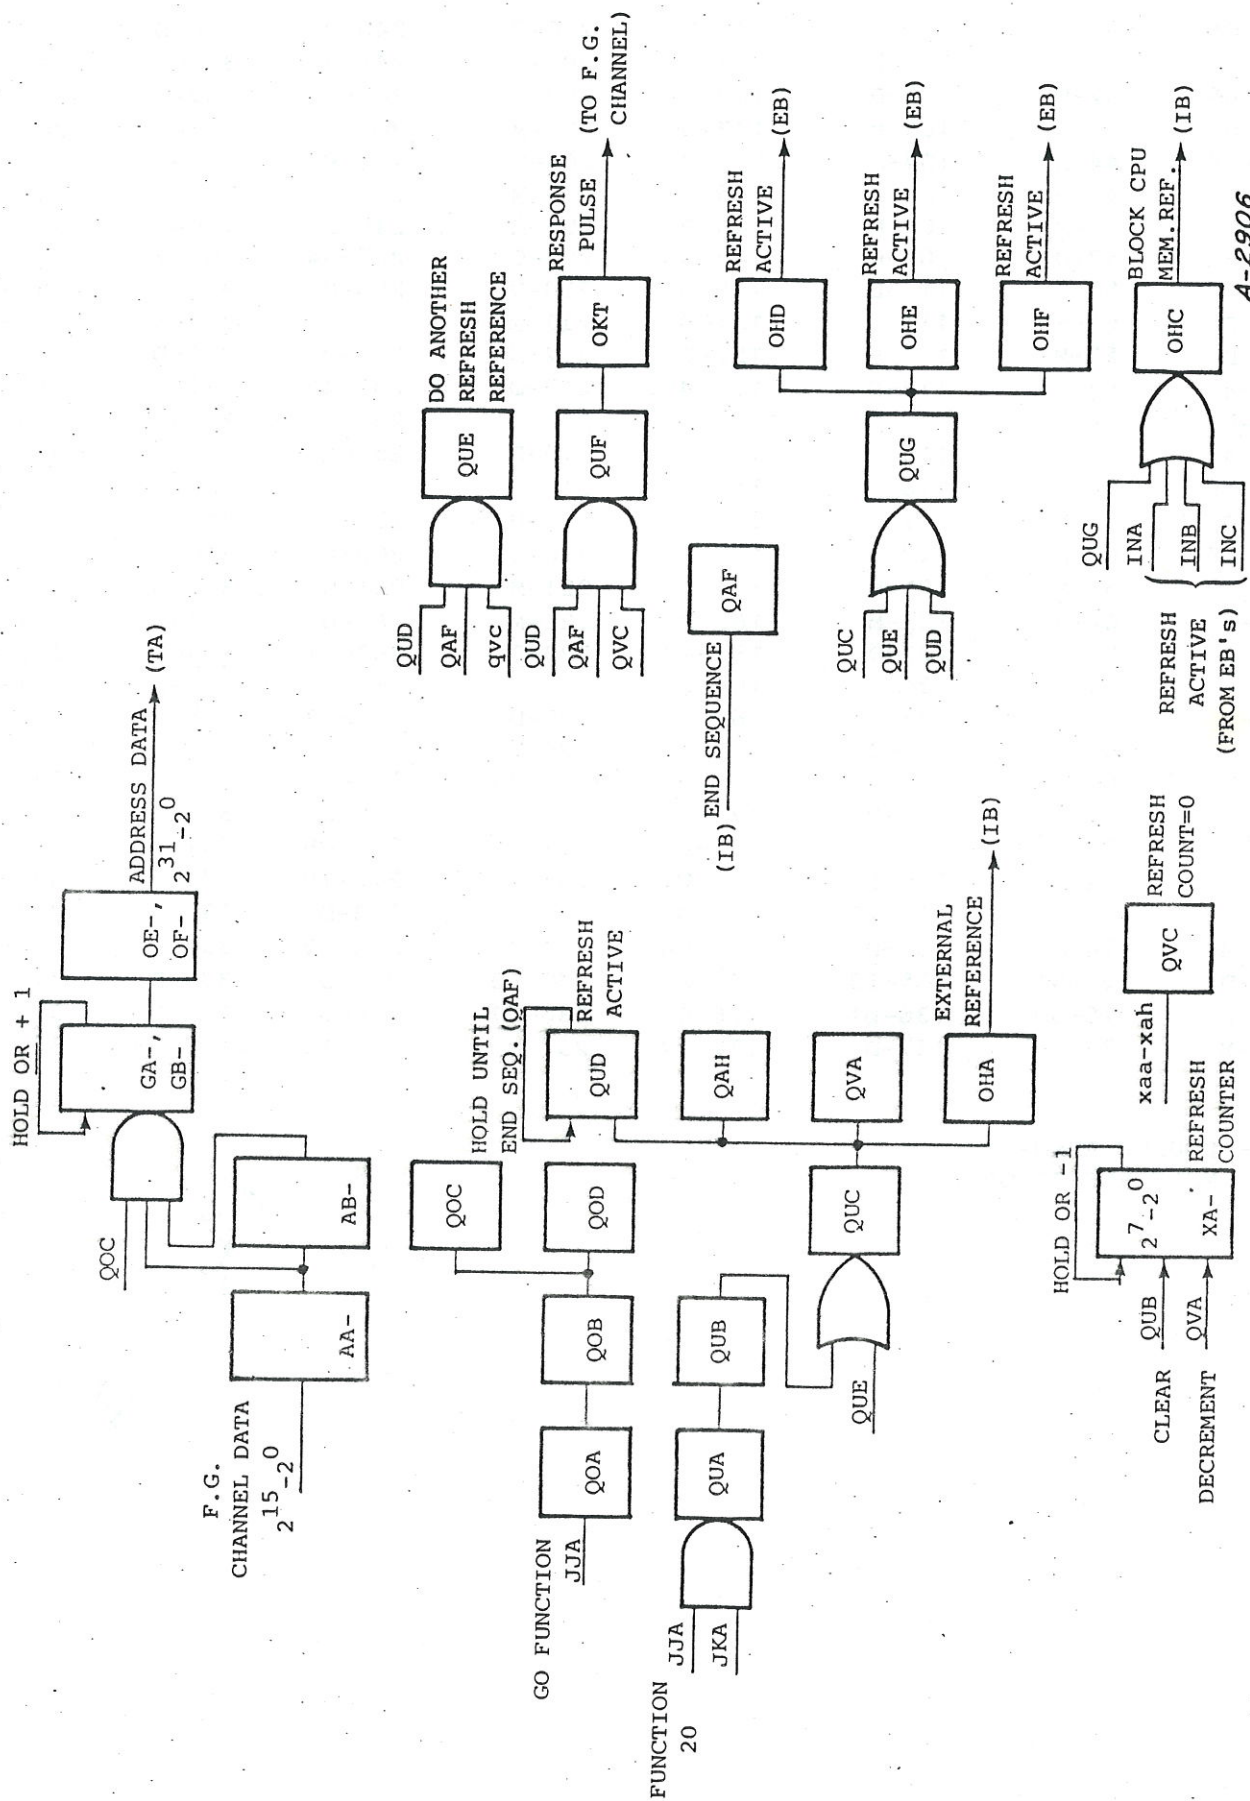 HOLD OR + 1
QOC
GA-,
GB-
OE-,
OF-
ADDRESS DATA
2^31-2^0
(TA)
F.G.
CHANNEL DATA
2^15-2^0
AA-
AB-
GO FUNCTION
JJA
QOA
QOB
QOC
QOD
HOLD UNTIL
END SEQ.(QAF)
QUD
REFRESH
ACTIVE
FUNCTION
20
JJA
JKA
QUA
QUB
QUE
QUC
QAH
QVA
OHA
EXTERNAL
REFERENCE
(IB)
HOLD OR -1
CLEAR
QUB
DECREMENT
QVA
2^7-2^0
XA-
REFRESH
COUNTER
xaa-xah
QVC
REFRESH
COUNT=0
QUD
QAF
qvc
QUE
DO ANOTHER
REFRESH
REFERENCE
QUD
QAF
QVC
QUF
OKT
RESPONSE
PULSE
(TO F.G.
CHANNEL)
(IB)
END SEQUENCE
QAF
QUC
QUE
QUD
QUG
OHD
REFRESH
ACTIVE
(EB)
OHE
REFRESH
ACTIVE
(EB)
OHF
REFRESH
ACTIVE
(EB)
QUG
INA
INB
INC
REFRESH
ACTIVE
(FROM EB's)
OHC
BLOCK CPU
MEM.REF.
(IB)
A-2906